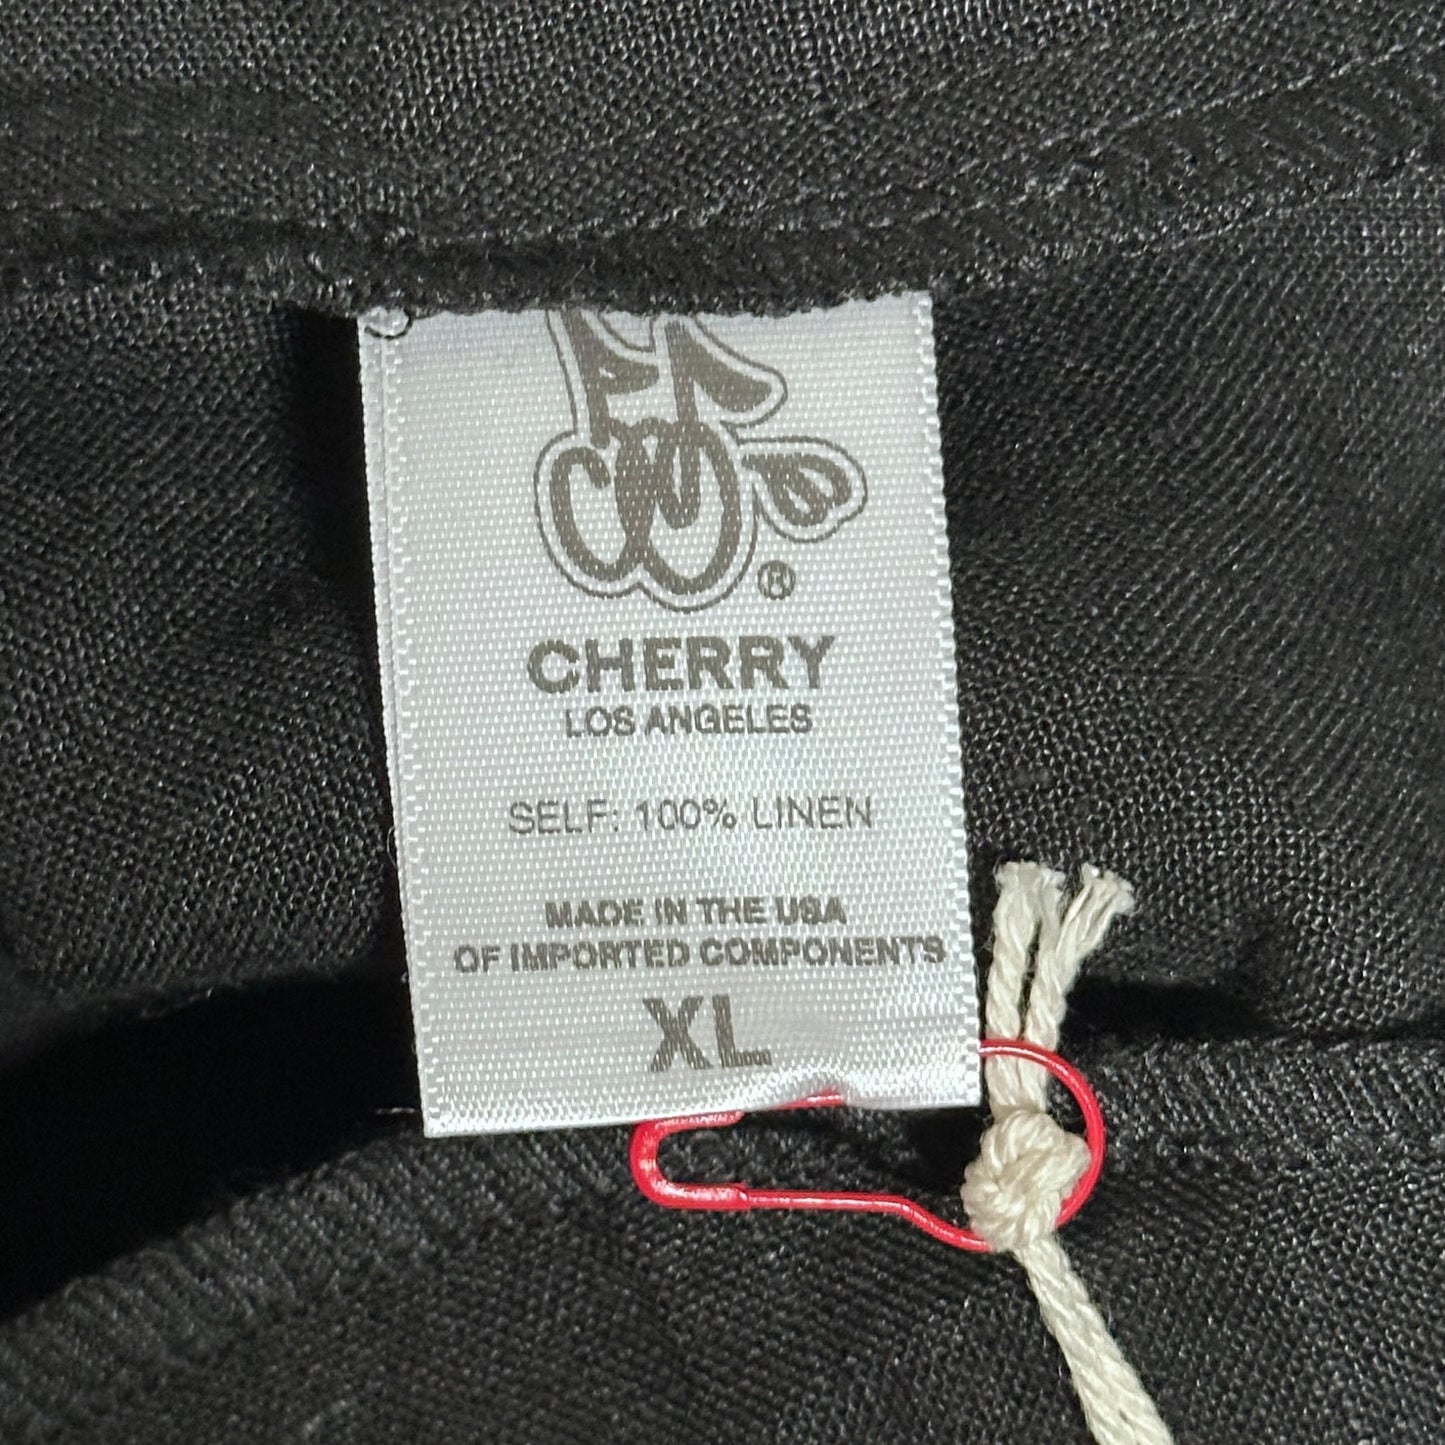 ®
CHERRY
LOS ANGELES
SELF: 100% LINEN
MADE IN THE USA
OF IMPORTED COMPONENTS
XL